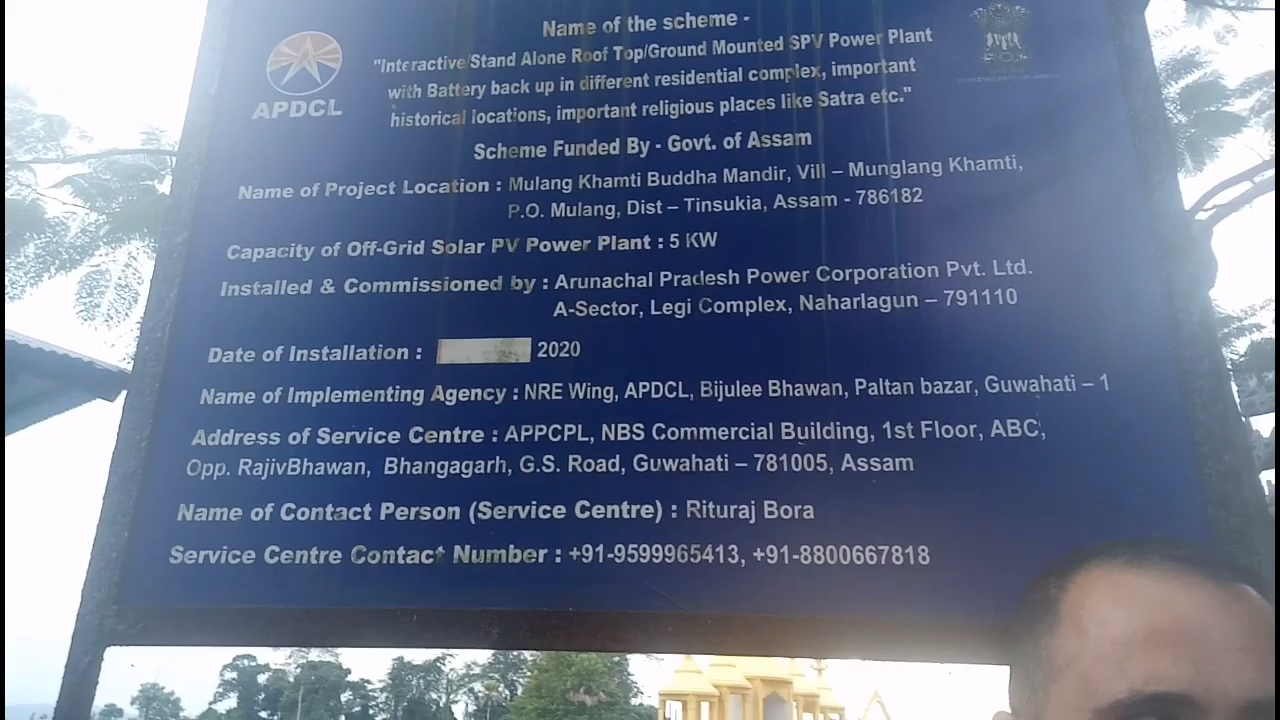 Name of the scheme -
APDCL
"Interactive/Stand Alone Roof Top/Ground Mounted SPV Power Plant
with Battery back up in different residential complex, important
historical locations, important religious places like Satra etc."
Scheme Funded By - Govt. of Assam
Name of Project Location : Mulang Khamti Buddha Mandir, Vill – Munglang Khamti,
P.O. Mulang, Dist – Tinsukia, Assam - 786182
Capacity of Off-Grid Solar PV Power Plant : 5 KW
Installed & Commissioned by : Arunachal Pradesh Power Corporation Pvt. Ltd.
A-Sector, Legi Complex, Naharlagun – 791110
Date of Installation : 2020
Name of Implementing Agency : NRE Wing, APDCL, Bijulee Bhawan, Paltan bazar, Guwahati – 1
Address of Service Centre : APPCPL, NBS Commercial Building, 1st Floor, ABC,
Opp. RajivBhawan, Bhangagarh, G.S. Road, Guwahati – 781005, Assam
Name of Contact Person (Service Centre) : Rituraj Bora
Service Centre Contact Number : +91-9599965413, +91-8800667818